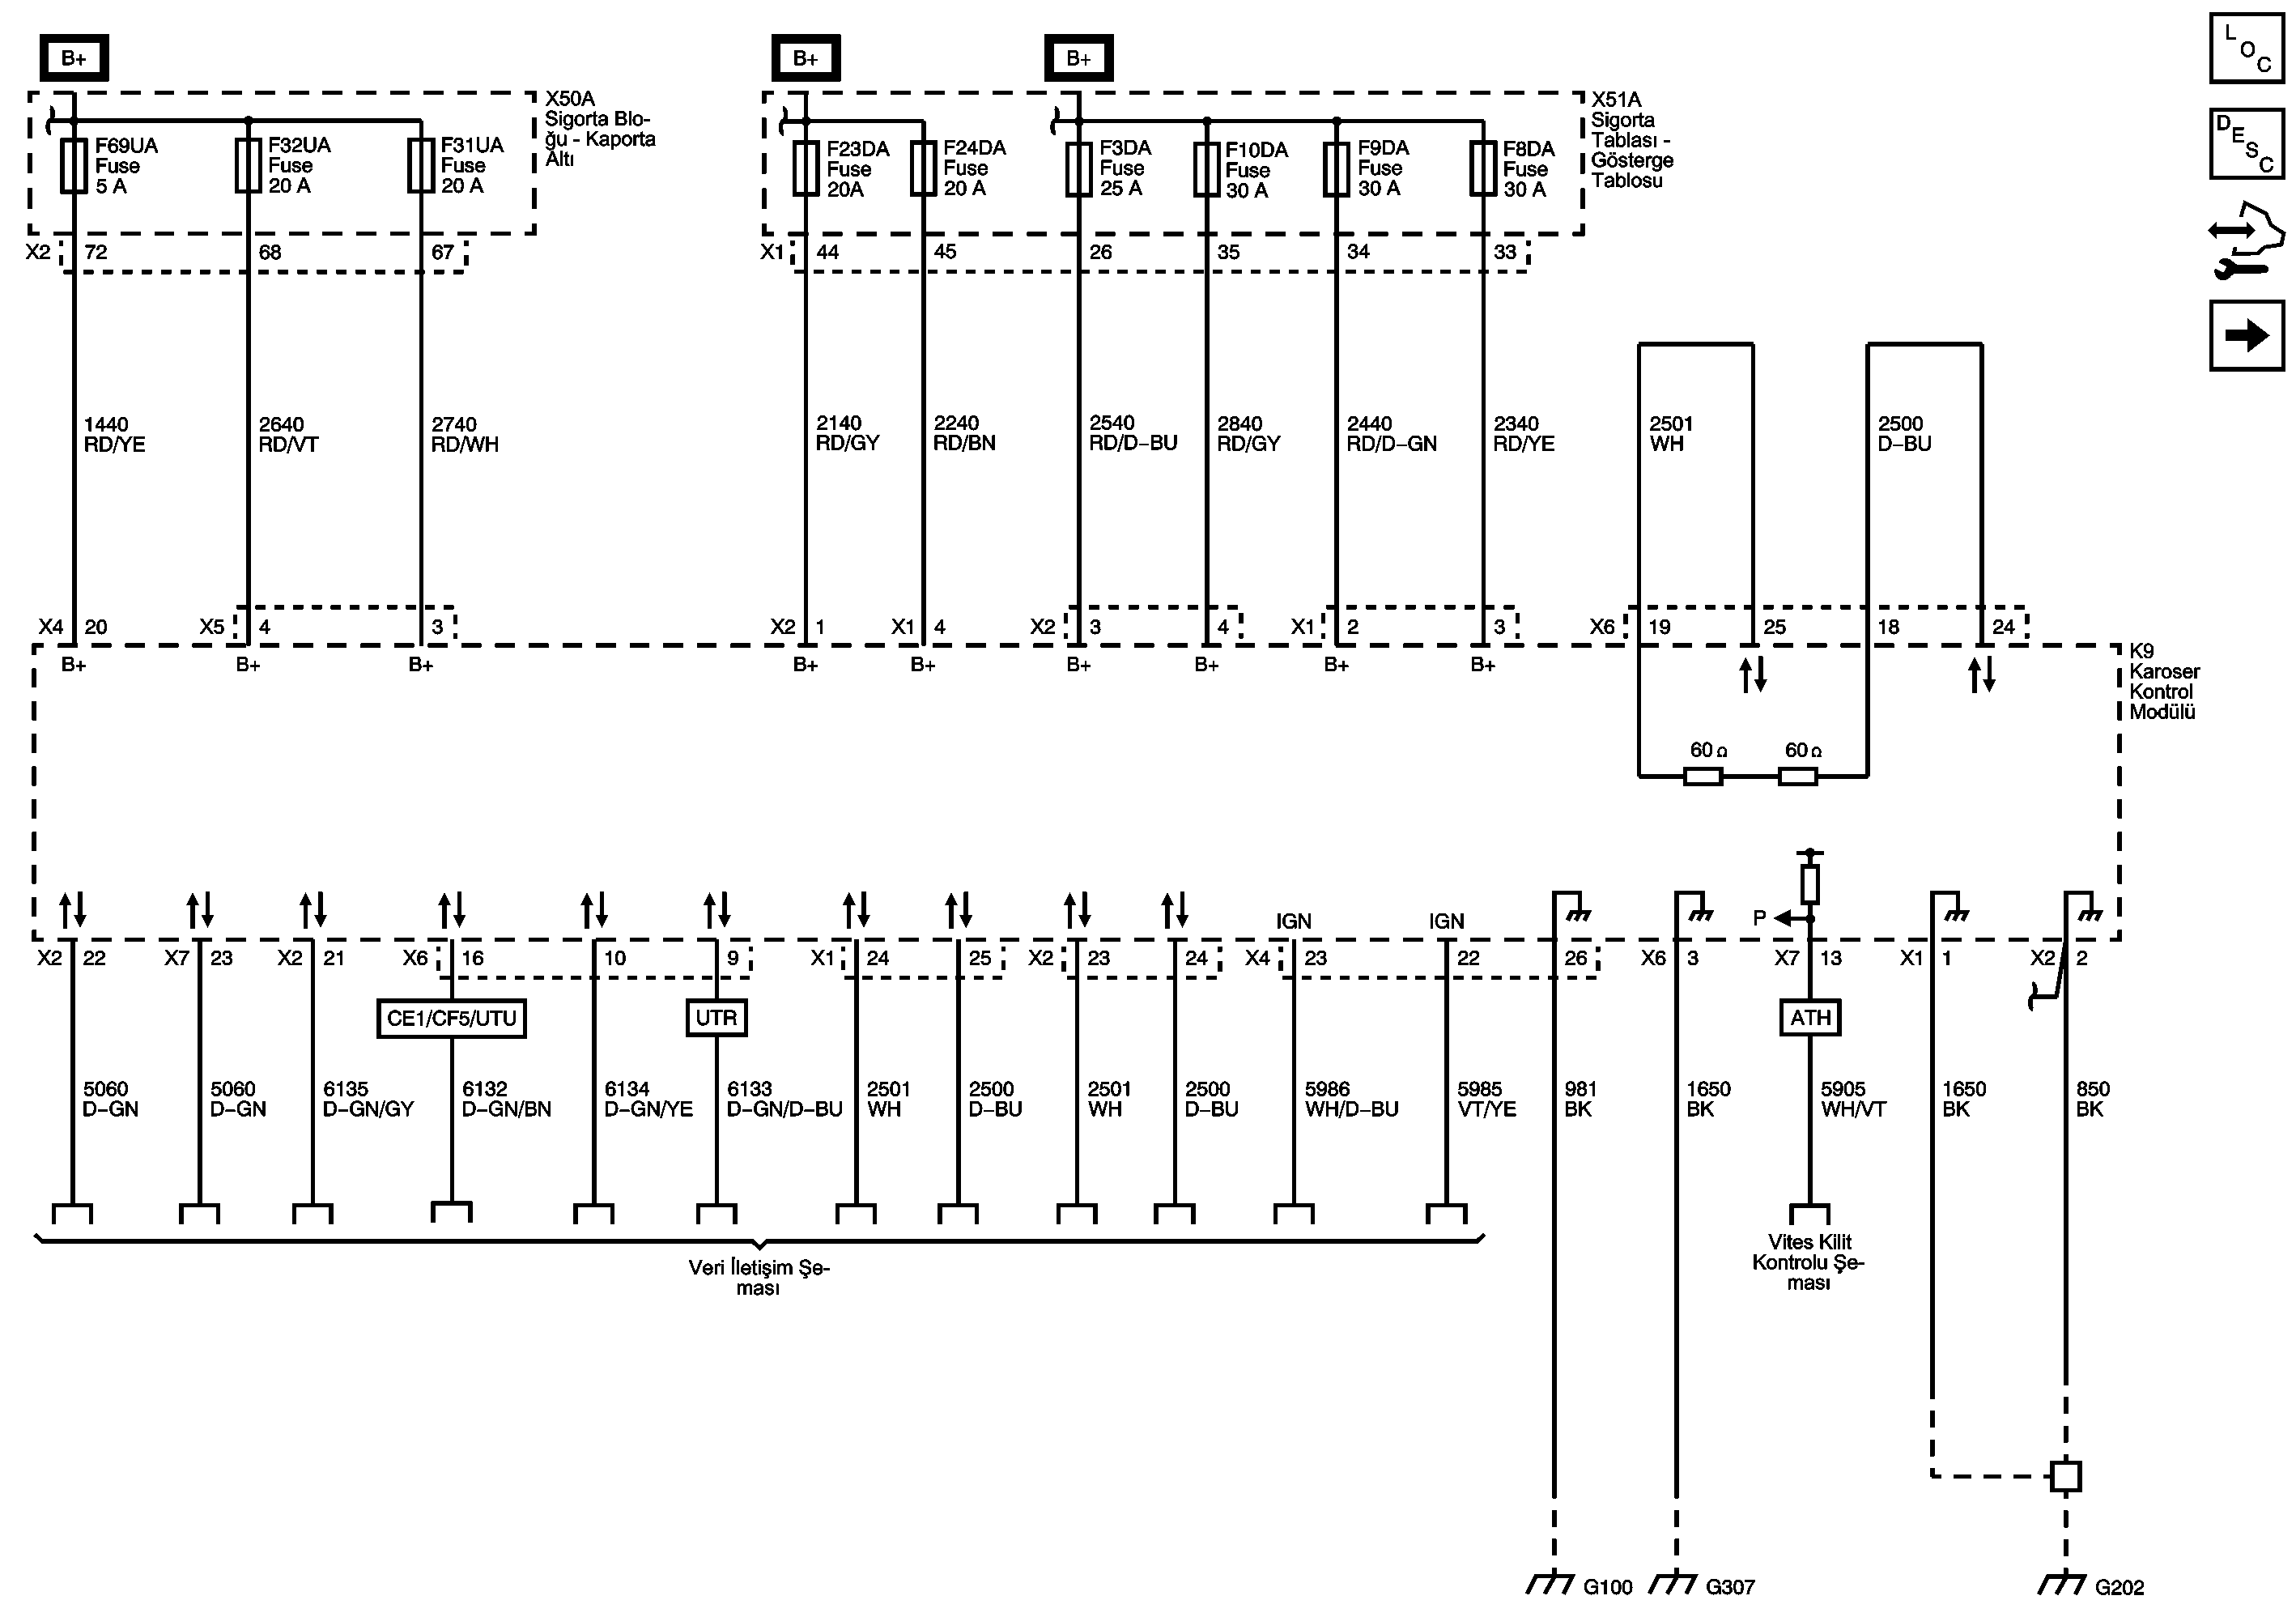 B+
B+
B+
L O C
D E S C
X50A
Sigorta Blo-
ğu - Kaporta
Altı
F69UA
Fuse
5 A
F32UA
Fuse
20 A
F31UA
Fuse
20 A
X51A
Sigorta
Tablası -
Gösterge
Tablosu
F23DA
Fuse
20A
F24DA
Fuse
20 A
F3DA
Fuse
25 A
F10DA
Fuse
30 A
F9DA
Fuse
30 A
F8DA
Fuse
30 A
X2 72 68 67 X1 44 45 26 35 34 33
1440
RD/YE
2640
RD/VT
2740
RD/WH
2140
RD/GY
2240
RD/BN
2540
RD/D–BU
2840
RD/GY
2440
RD/D–GN
2340
RD/YE
2501
WH
2500
D–BU
X4 20 X5 4 3 X2 1 X1 4 X2 3 4 X1 2 3 X6 19 25 18 24
B+ B+ B+ B+ B+ B+ B+ B+ B+
K9
Karoser
Kontrol
Modülü
60 Ω 60 Ω
IGN IGN P
X2 22 X7 23 X2 21 X6 16 10 9 X1 24 25 X2 23 24 X4 23 22 26 X6 3 X7 13 X1 1 X2 2
CE1/CF5/UTU UTR ATH
5060
D–GN
5060
D–GN
6135
D–GN/GY
6132
D–GN/BN
6134
D–GN/YE
6133
D–GN/D–BU
2501
WH
2500
D–BU
2501
WH
2500
D–BU
5986
WH/D–BU
5985
VT/YE
981
BK
1650
BK
5905
WH/VT
1650
BK
850
BK
Veri İletişim Şe-
ması
Vites Kilit
Kontrolu Şe-
ması
G100 G307 G202